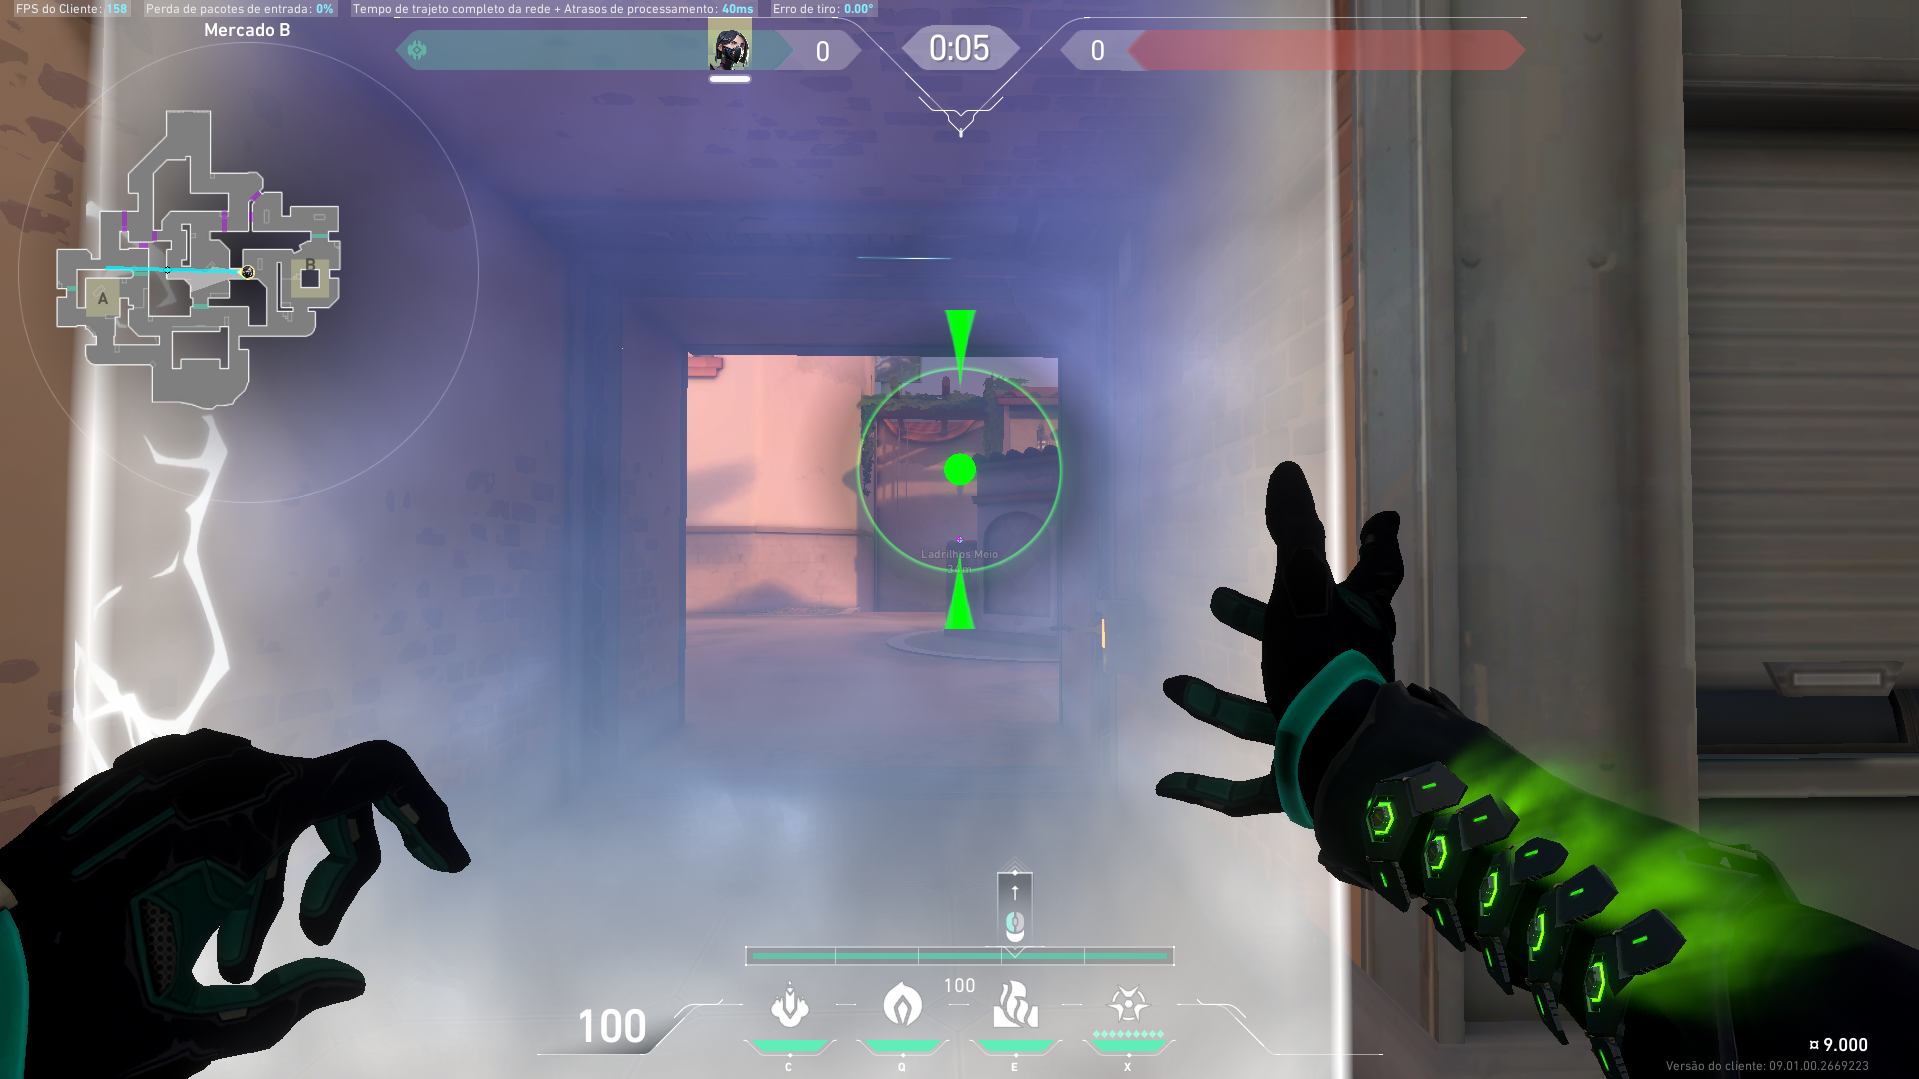 FPS do Cliente: 158 Perda de pacotes de entrada: 0% Tempo de trajeto completo da rede + Atrasos de processamento: 40ms Erro de tiro: 0.00°
Mercado B
0 0:05 0
B
A
Ladrilhos Meio
34m
100
100
C Q E X
¤ 9.000
Versão do cliente: 09.01.00.2669223